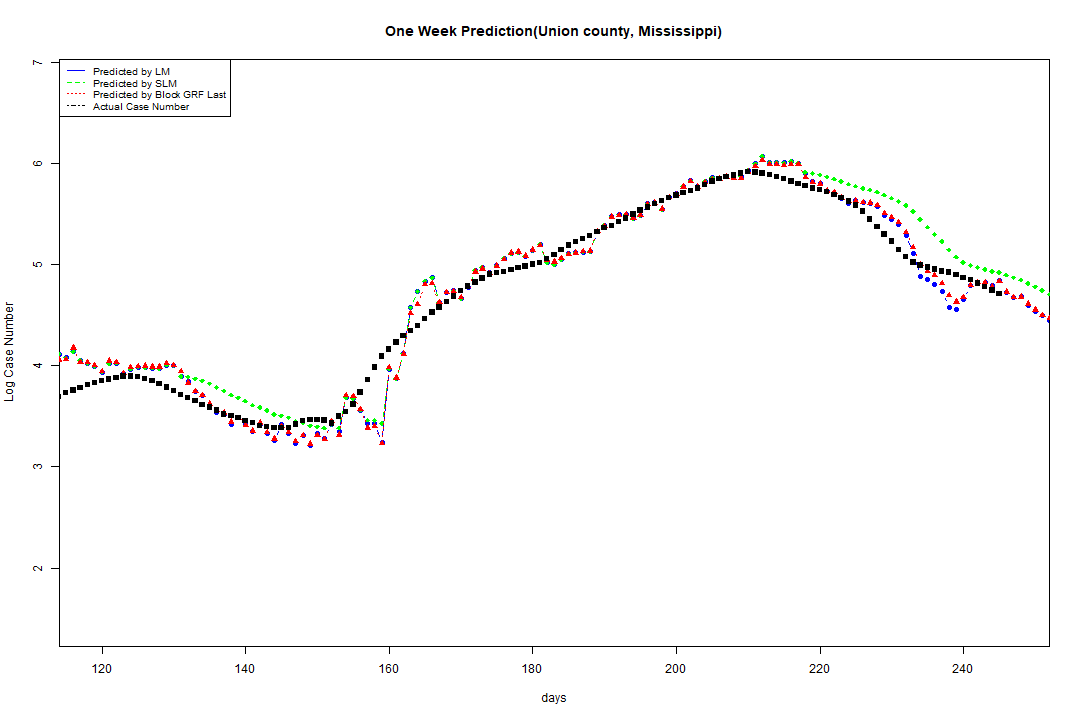 One Week Prediction(Union county, Mississippi)
Predicted by LM
Predicted by SLM
Predicted by Block GRF Last
Actual Case Number
7
6
5
4
3
2
Log Case Number
120 140 160 180 200 220 240
days